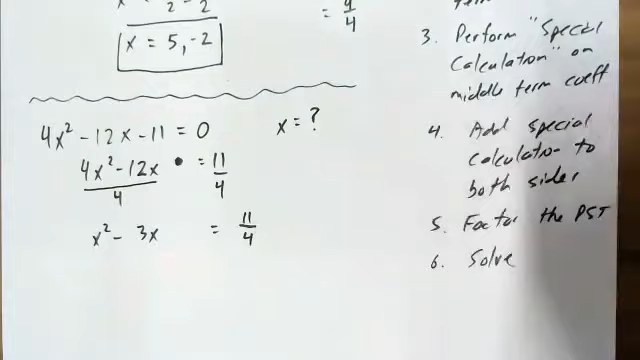 2 - 2
x = 5, -2
= 9/4
4x² - 12x - 11 = 0
x = ?
4x² - 12x • = 11
4 4
x² - 3x = 11/4
3. Perform "Special
Calculation" on
middle term coeff
4. Add special
calculation to
both sides
5. Factor the PST
6. Solve